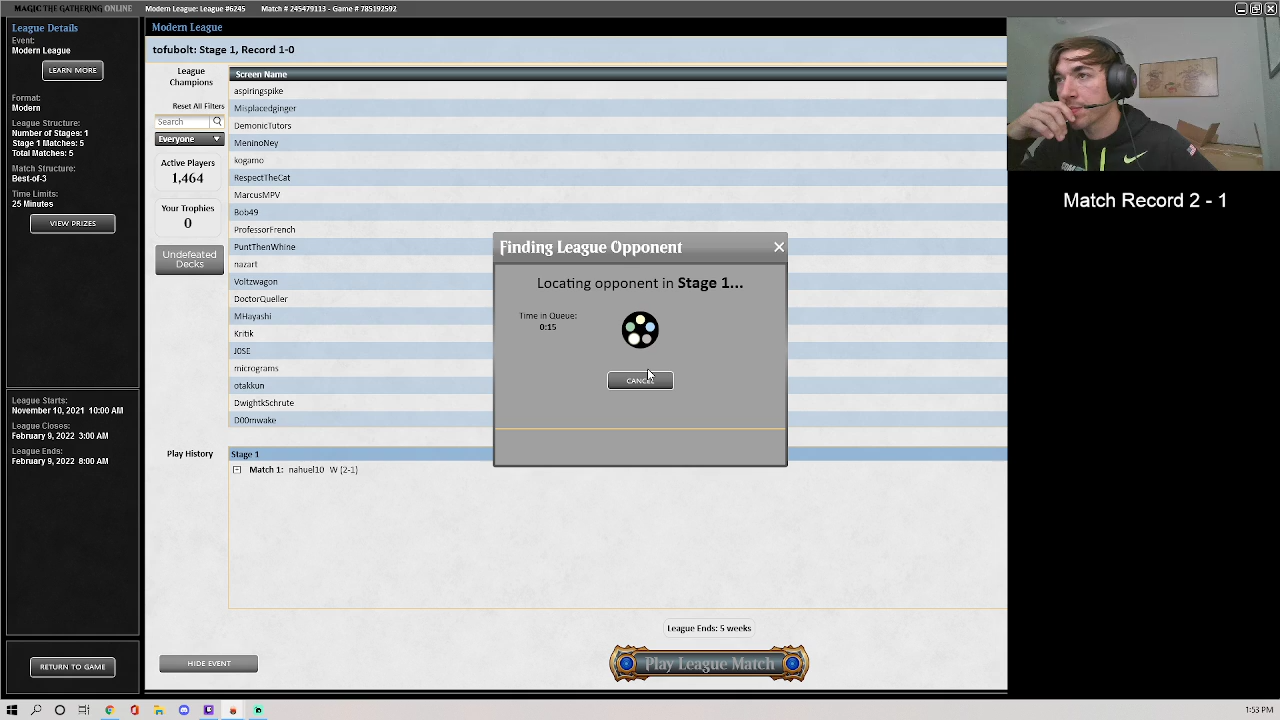 MAGIC THE GATHERING ONLINE
Modern League: League #6245
Match # 245479113 - Game # 785192592
League Details
Event:
Modern League
LEARN MORE
Format:
Modern
League Structure:
Number of Stages: 1
Stage 1 Matches: 5
Total Matches: 5
Match Structure:
Best-of-3
Time Limits:
25 Minutes
VIEW PRIZES
League Starts:
November 10, 2021 10:00 AM
League Closes:
February 9, 2022 3:00 AM
League Ends:
February 9, 2022 8:00 AM
RETURN TO GAME
Modern League
tofubolt: Stage 1, Record 1-0
League
Champions
Reset All Filters
Search
Everyone
Active Players
1,464
Your Trophies
0
Undefeated
Decks
Screen Name
aspiringspike
Misplacedginger
DemonicTutors
MeninoNey
kogamo
RespectTheCat
MarcusMPV
Bob49
ProfessorFrench
PuntThenWhine
nazart
Voltzwagon
DoctorQueller
MHayashi
Kritik
J0SE
micrograms
otakkun
DwightkSchrute
D00mwake
Play History
Stage 1
Match 1: nahuel10 W (2-1)
Finding League Opponent
Locating opponent in Stage 1...
Time in Queue:
0:15
CANCEL
League Ends: 5 weeks
HIDE EVENT
Play League Match
Match Record 2 - 1
1:53 PM